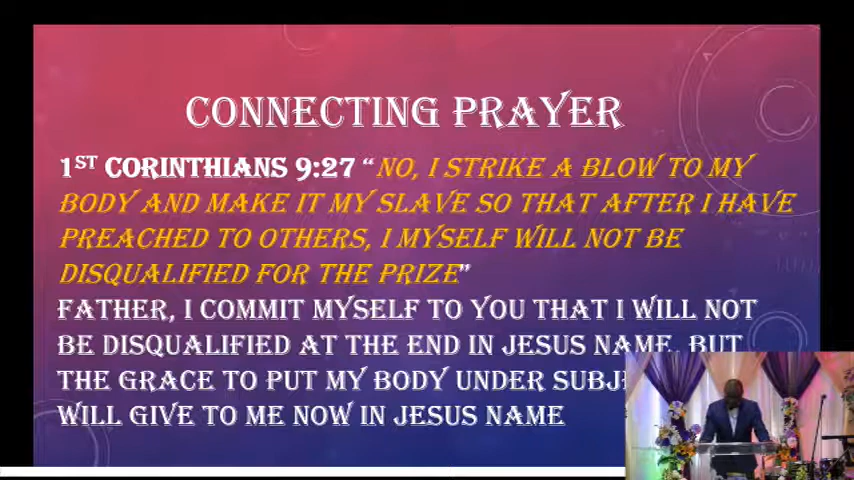 CONNECTING PRAYER
1ST CORINTHIANS 9:27 “NO, I STRIKE A BLOW TO MY
BODY AND MAKE IT MY SLAVE SO THAT AFTER I HAVE
PREACHED TO OTHERS, I MYSELF WILL NOT BE
DISQUALIFIED FOR THE PRIZE”
FATHER, I COMMIT MYSELF TO YOU THAT I WILL NOT
BE DISQUALIFIED AT THE END IN JESUS NAME. BUT
THE GRACE TO PUT MY BODY UNDER
WILL GIVE TO ME NOW IN JESUS NAME